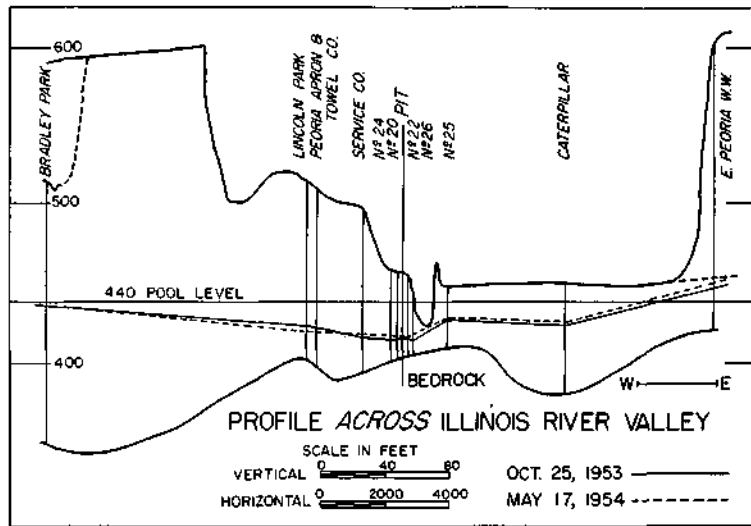 600
500
400
BRADLEY PARK
LINCOLN PARK
PEORIA APRON &
TOWEL CO.
SERVICE CO.
Nº 24
Nº 20
PIT
Nº 22
Nº 26
Nº 25
CATERPILLAR
E. PEORIA W.W.
440 POOL LEVEL
BEDROCK
W E
PROFILE ACROSS ILLINOIS RIVER VALLEY
SCALE IN FEET
VERTICAL 0 40 80
HORIZONTAL 0 2000 4000
OCT. 25, 1953
MAY 17, 1954